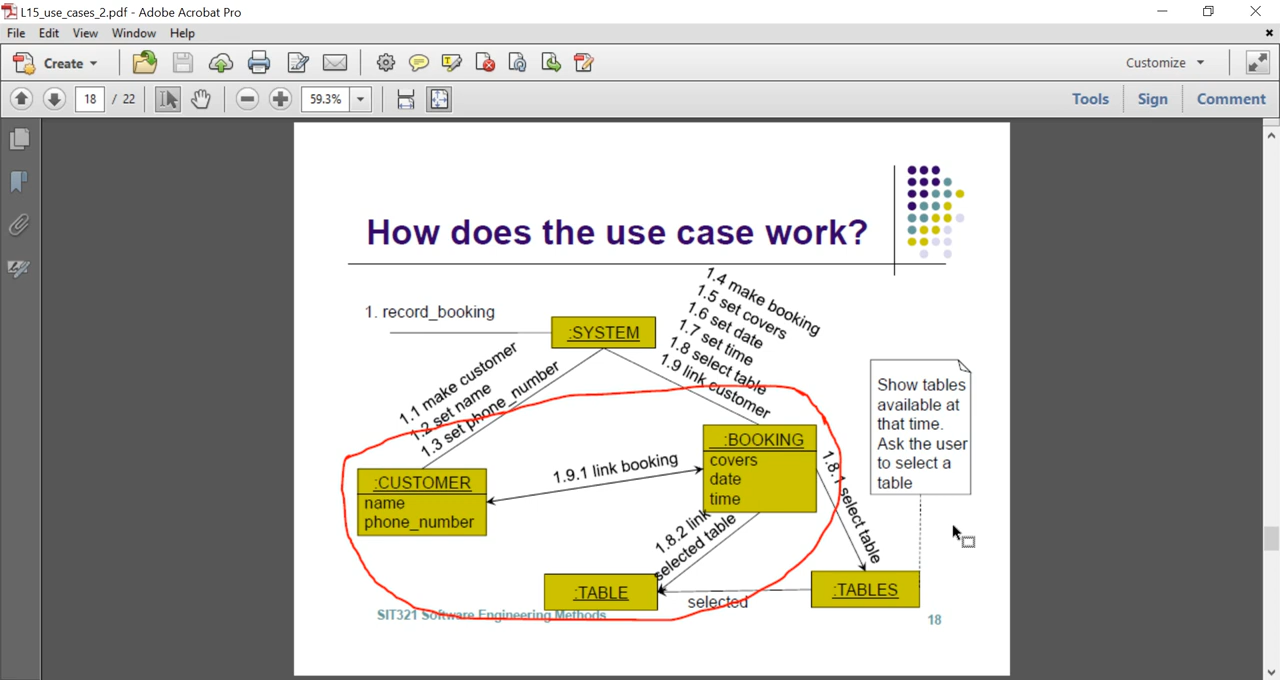 L15_use_cases_2.pdf - Adobe Acrobat Pro
File Edit View Window Help
Create
Customize
18 / 22
59.3%
Tools Sign Comment
How does the use case work?
1. record_booking
:SYSTEM
1.4 make booking
1.5 set covers
1.6 set date
1.7 set time
1.8 select table
1.9 link customer
1.1 make customer
1.2 set name
1.3 set phone_number
Show tables
available at
that time.
Ask the user
to select a
table
:BOOKING
covers
date
time
:CUSTOMER
name
phone_number
1.9.1 link booking
1.8.1 select table
1.8.2 link
selected table
:TABLE
selected
:TABLES
SIT321 Software Engineering Methods
18